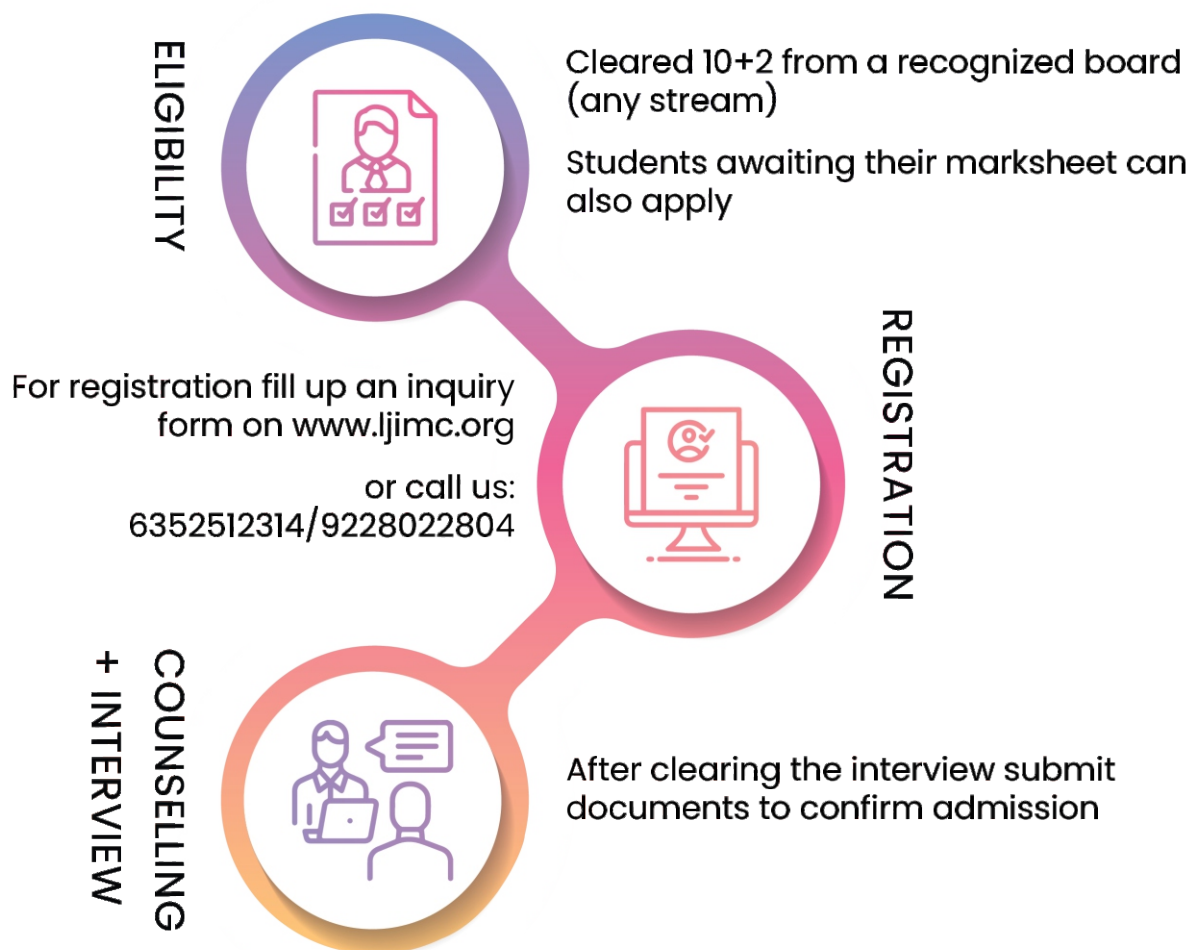 ELIGIBILITY
Cleared 10+2 from a recognized board
(any stream)
Students awaiting their marksheet can
also apply
REGISTRATION
For registration fill up an inquiry
form on www.ljimc.org
or call us:
6352512314/9228022804
COUNSELLING
+ INTERVIEW
After clearing the interview submit
documents to confirm admission